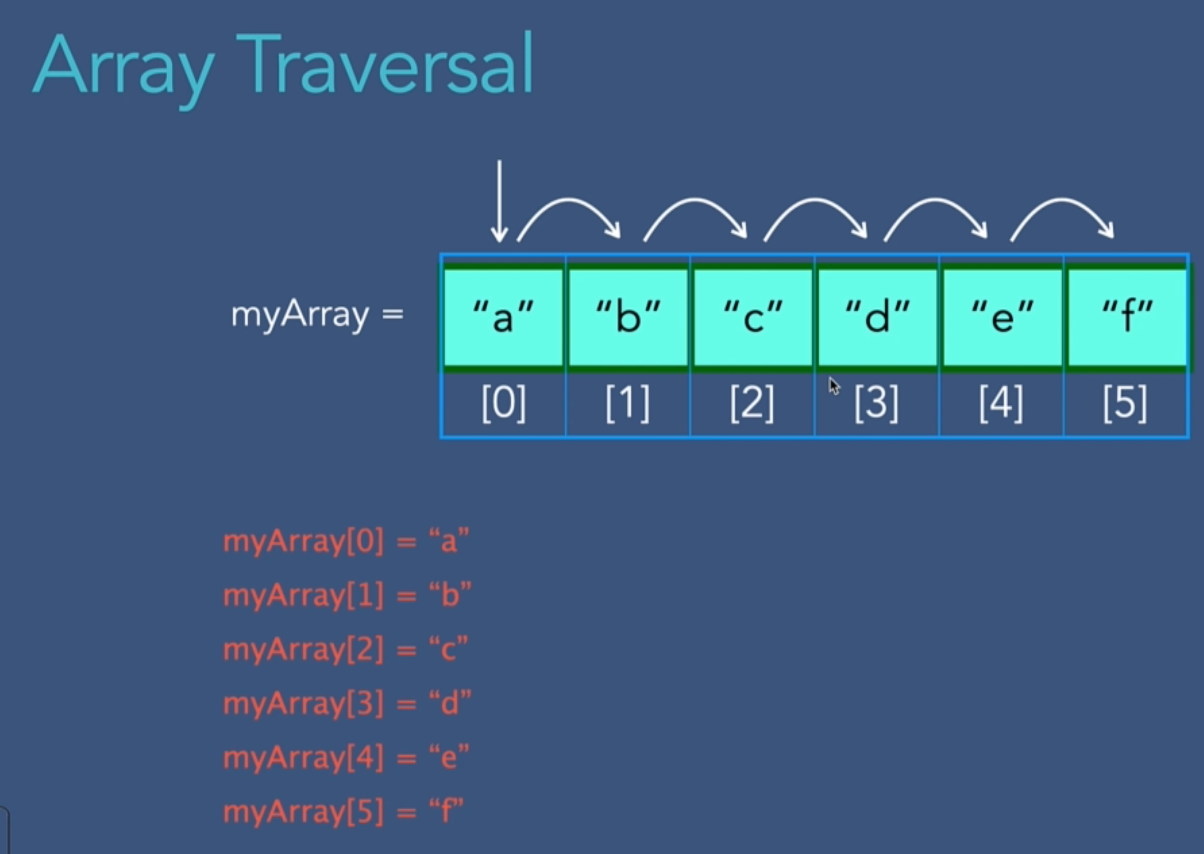 Array Traversal
myArray =
“a” “b” “c” “d” “e” “f”
[0] [1] [2] [3] [4] [5]
myArray[0] = “a”
myArray[1] = “b”
myArray[2] = “c”
myArray[3] = “d”
myArray[4] = “e”
myArray[5] = “f”